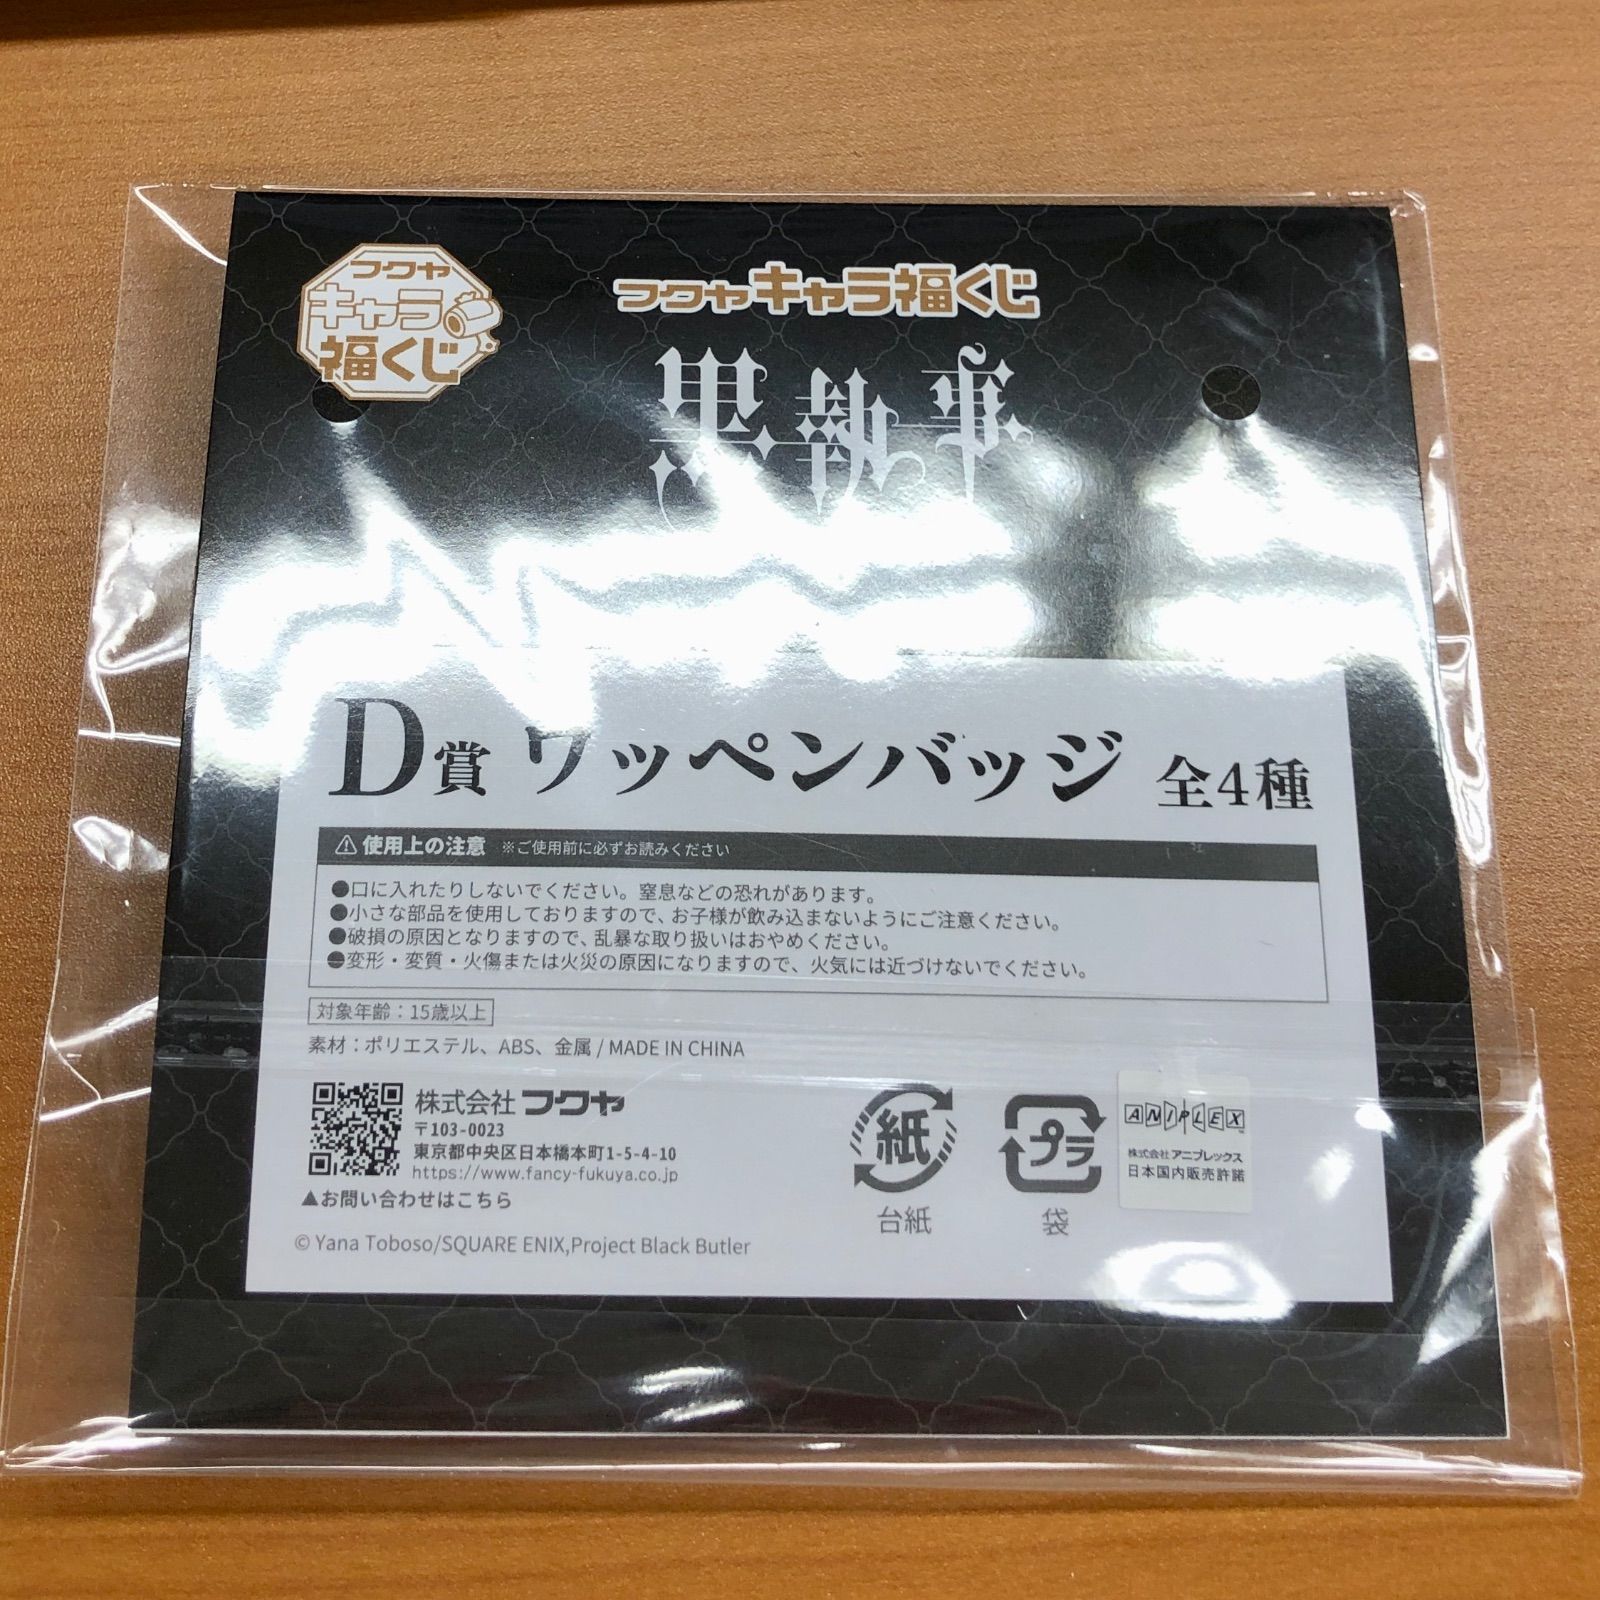 フクヤ
キャラ
福くじ
フクヤキャラ福くじ
黒執事
D賞 ワッペンバッジ 全4種
⚠使用上の注意 ※ご使用前に必ずお読みください
●口に入れたりしないでください。窒息などの恐れがあります。
●小さな部品を使用しておりますので、お子様が飲み込まないようにご注意ください。
●破損の原因となりますので、乱暴な取り扱いはおやめください。
●変形・変質・火傷または火災の原因になりますので、火気には近づけないでください。
対象年齢：15歳以上
素材：ポリエステル、ABS、金属 / MADE IN CHINA
株式会社フクヤ
〒103-0023
東京都中央区日本橋本町1-5-4-10
https://www.fancy-fukuya.co.jp
▲お問い合わせはこちら
© Yana Toboso/SQUARE ENIX,Project Black Butler
紙
台紙
プラ
袋
ANIPLEX
株式会社 アニプレックス
日本国内販売許諾